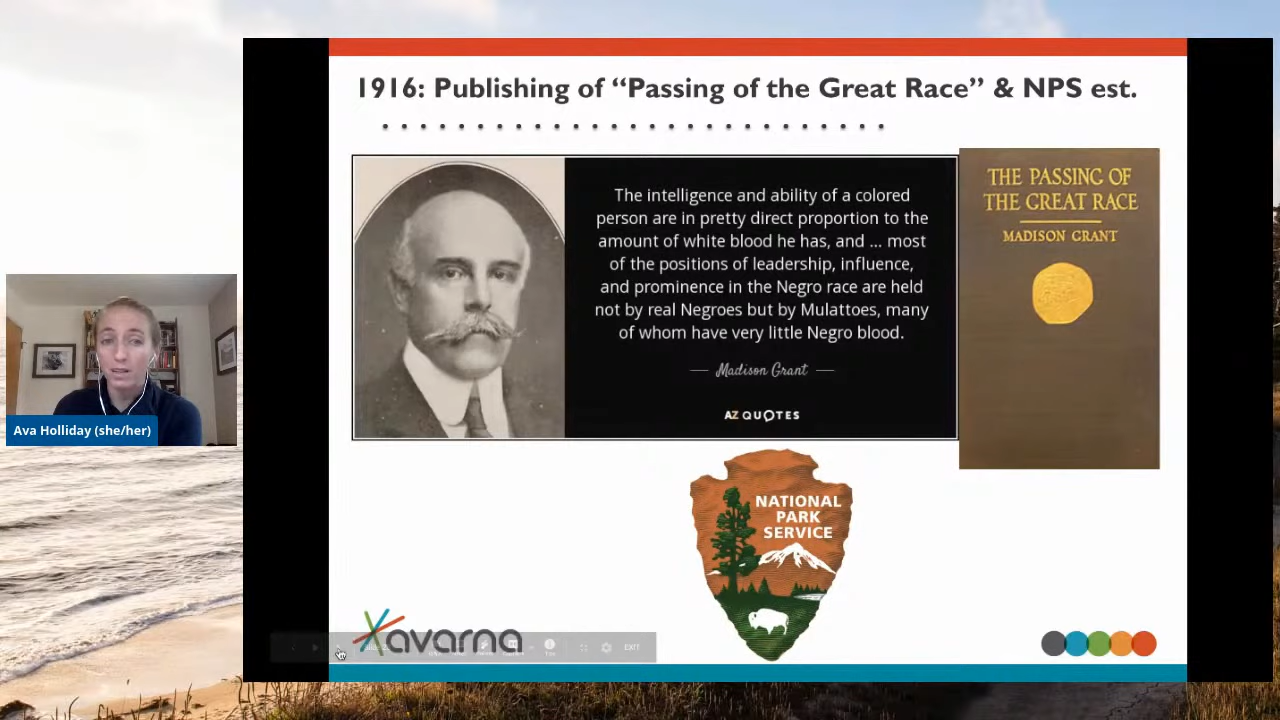 1916: Publishing of “Passing of the Great Race” & NPS est.
The intelligence and ability of a colored
person are in pretty direct proportion to the
amount of white blood he has, and ... most
of the positions of leadership, influence,
and prominence in the Negro race are held
not by real Negroes but by Mulattoes, many
of whom have very little Negro blood.
Madison Grant
AZ QUOTES
THE PASSING OF
THE GREAT RACE
MADISON GRANT
Ava Holliday (she/her)
NATIONAL
PARK
SERVICE
avarna
EXIT